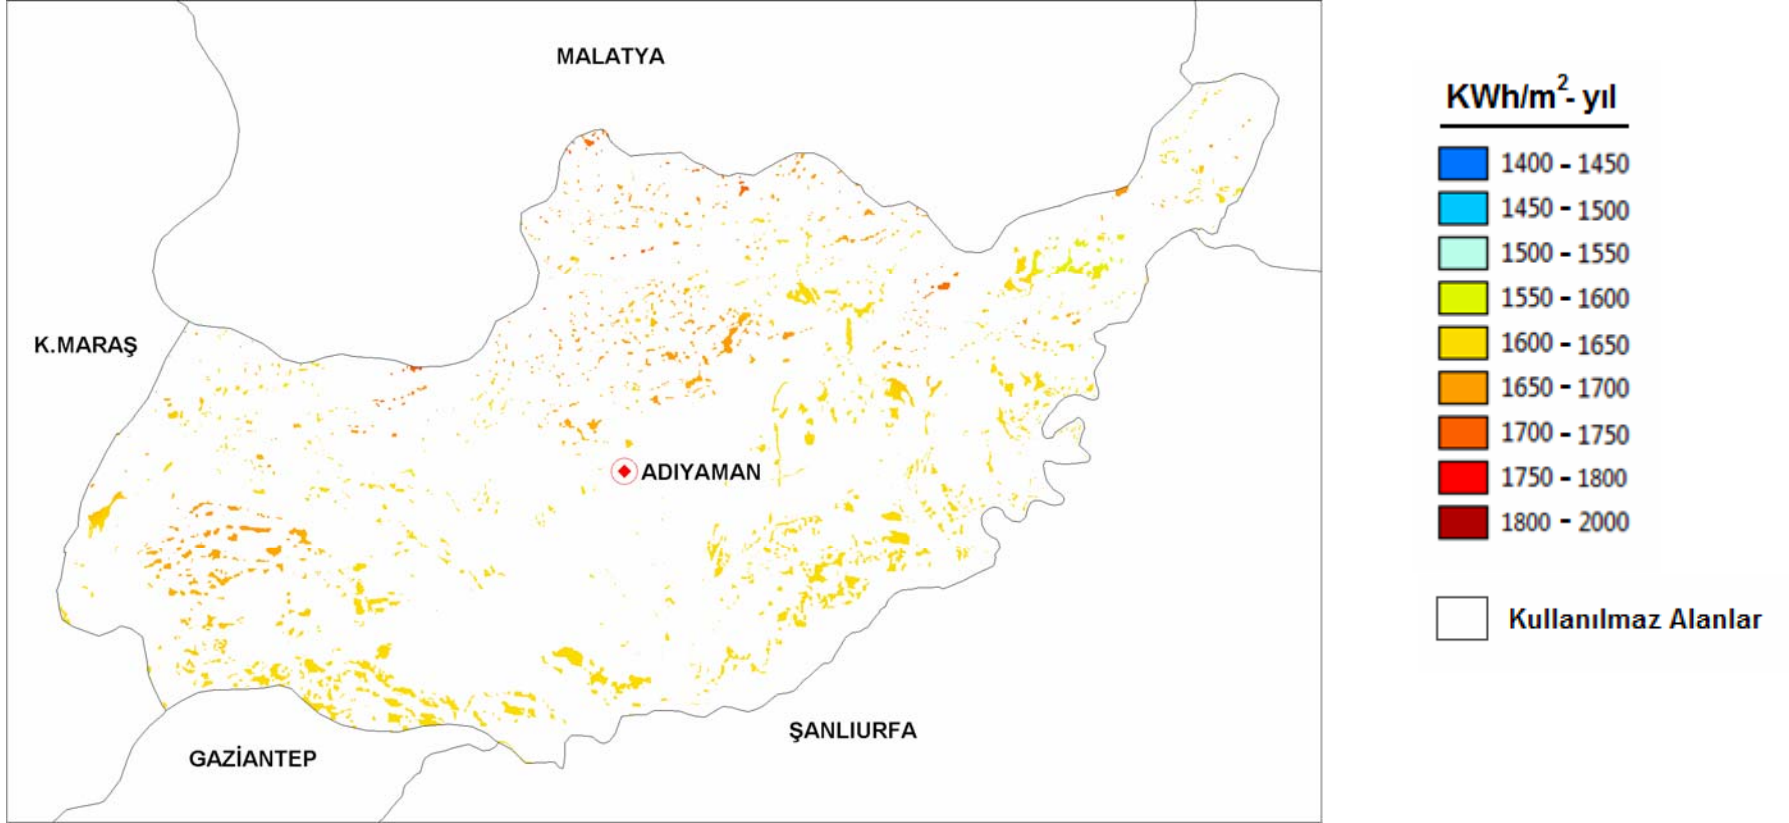 MALATYA
K.MARAŞ
ADIYAMAN
ŞANLIURFA
GAZİANTEP
KWh/m²- yıl
1400 - 1450
1450 - 1500
1500 - 1550
1550 - 1600
1600 - 1650
1650 - 1700
1700 - 1750
1750 - 1800
1800 - 2000
Kullanılmaz Alanlar